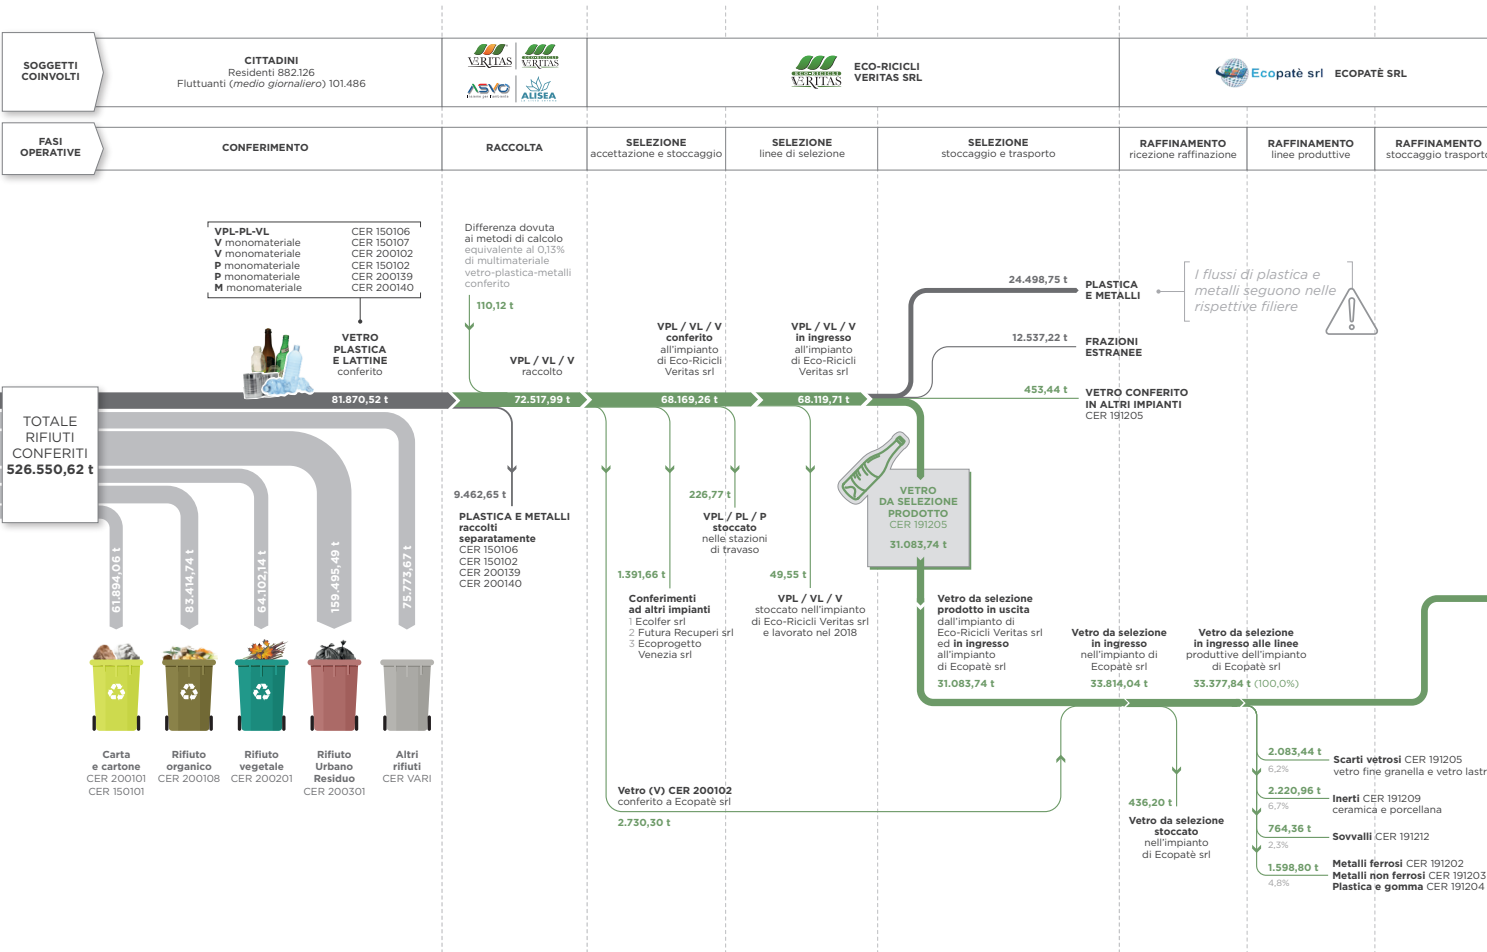 SOGGETTI
COINVOLTI
CITTADINI
Residenti 882.126
Fluttuanti (medio giornaliero) 101.486
VERITAS
ECO-RICICLI
VERITAS
ASVO
ALISEA
ECO-RICICLI
VERITAS
ECO-RICICLI
VERITAS SRL
Ecopatè srl
ECOPATÈ SRL
FASI
OPERATIVE
CONFERIMENTO
RACCOLTA
SELEZIONE
accettazione e stoccaggio
SELEZIONE
linee di selezione
SELEZIONE
stoccaggio e trasporto
RAFFINAMENTO
ricezione raffinazione
RAFFINAMENTO
linee produttive
RAFFINAMENTO
stoccaggio trasporto
VPL-PL-VL CER 150106
V monomateriale CER 150107
V monomateriale CER 200102
P monomateriale CER 150102
P monomateriale CER 200139
M monomateriale CER 200140
VETRO
PLASTICA
E LATTINE
conferito
Differenza dovuta
ai metodi di calcolo
equivalente al 0,13%
di multimateriale
vetro-plastica-metalli
conferito
110,12 t
VPL / VL / V
raccolto
VPL / VL / V
conferito
all'impianto
di Eco-Ricicli
Veritas srl
VPL / VL / V
in ingresso
all'impianto
di Eco-Ricicli
Veritas srl
24.498,75 t
PLASTICA
E METALLI
I flussi di plastica e
metalli seguono nelle
rispettive filiere
12.537,22 t
FRAZIONI
ESTRANEE
453,44 t
VETRO CONFERITO
IN ALTRI IMPIANTI
CER 191205
TOTALE
RIFIUTI
CONFERITI
526.550,62 t
81.870,52 t
72.517,99 t
68.169,26 t
68.119,71 t
61.894,06 t
83.414,74 t
64.102,14 t
159.495,49 t
75.773,67 t
9.462,65 t
PLASTICA E METALLI
raccolti
separatamente
CER 150106
CER 150102
CER 200139
CER 200140
226,77 t
VPL / PL / P
stoccato
nelle stazioni
di travaso
1.391,66 t
Conferimenti
ad altri impianti
1 Ecolfer srl
2 Futura Recuperi srl
3 Ecoprogetto
Venezia srl
49,55 t
VPL / VL / V
stoccato nell'impianto
di Eco-Ricicli Veritas srl
e lavorato nel 2018
VETRO
DA SELEZIONE
PRODOTTO
CER 191205
31.083,74 t
Vetro da selezione
prodotto in uscita
dall'impianto di
Eco-Ricicli Veritas srl
ed in ingresso
all'impianto
di Ecopatè srl
31.083,74 t
Vetro da selezione
in ingresso
nell'impianto di
Ecopatè srl
33.814,04 t
Vetro da selezione
in ingresso alle linee
produttive dell'impianto
di Ecopatè srl
33.377,84 t (100,0%)
Carta
e cartone
CER 200101
CER 150101
Rifiuto
organico
CER 200108
Rifiuto
vegetale
CER 200201
Rifiuto
Urbano
Residuo
CER 200301
Altri
rifiuti
CER VARI
Vetro (V) CER 200102
conferito a Ecopatè srl
2.730,30 t
436,20 t
Vetro da selezione
stoccato
nell'impianto
di Ecopatè srl
2.083,44 t
6,2%
Scarti vetrosi CER 191205
vetro fine granella e vetro lastr
2.220,96 t
6,7%
Inerti CER 191209
ceramica e porcellana
764,36 t
2,3%
Sovvalli CER 191212
1.598,80 t
4,8%
Metalli ferrosi CER 191202
Metalli non ferrosi CER 191203
Plastica e gomma CER 191204